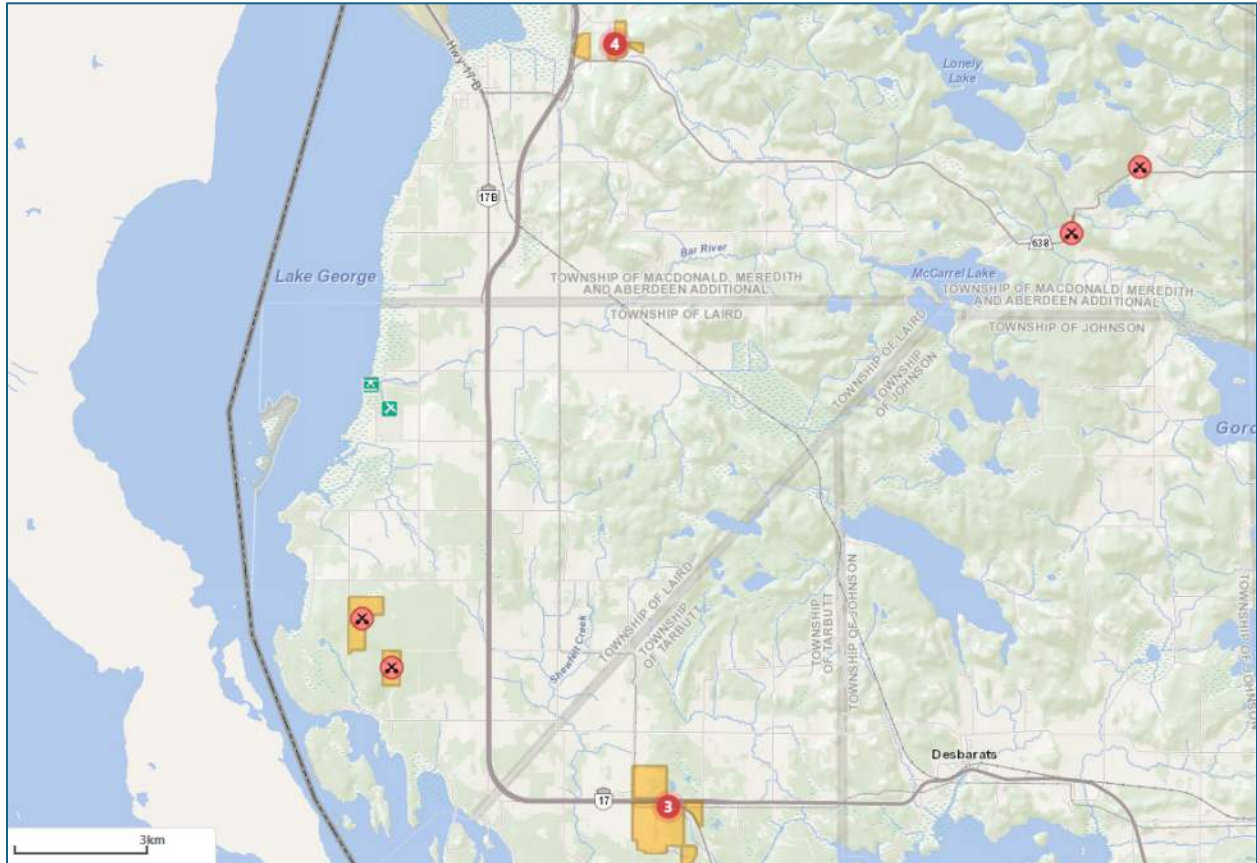 4
Hwy 17-B
Lonely
Lake
17B
638
Bar River
McCarrel Lake
Lake George
TOWNSHIP OF MACDONALD, MEREDITH
AND ABERDEEN ADDITIONAL
TOWNSHIP OF LAIRD
TOWNSHIP OF MACDONALD, MEREDITH
AND ABERDEEN ADDITIONAL
TOWNSHIP OF JOHNSON
TOWNSHIP OF LAIRD
TOWNSHIP
OF JOHNSON
Gord
TOWNSHIP OF LAIRD
TOWNSHIP
OF TARBUTT
TOWNSHIP
OF TARBUTT
TOWNSHIP OF JOHNSON
TOWNSHIP OF JOHNSON
Shewfelt Creek
Desbarats
17
3
3km